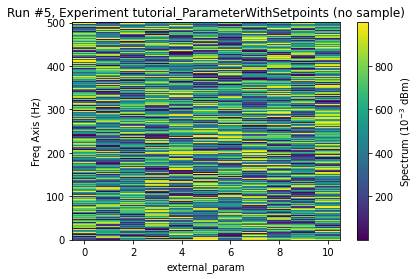 Run #5, Experiment tutorial_ParameterWithSetpoints (no sample)
500
400
300
200
100
0
Freq Axis (Hz)
0 2 4 6 8 10
external_param
800
600
400
200
Spectrum (10⁻³ dBm)